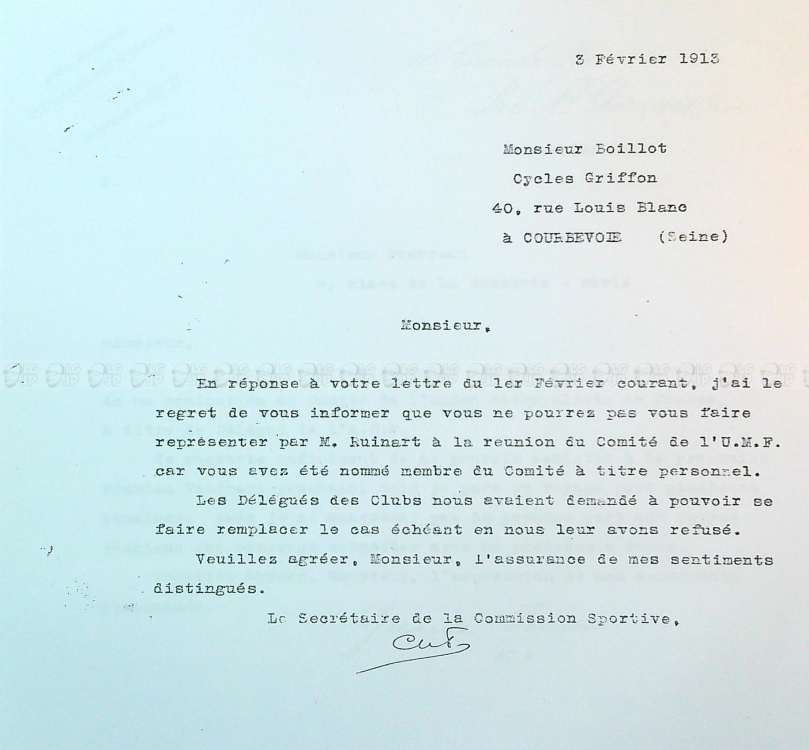 3 Février 1913
Monsieur Boillot
Cycles Griffon
40, rue Louis Blanc
à COURBEVOIE (Seine)
Monsieur,
En réponse à votre lettre du 1er Février courant, j'ai le
regret de vous informer que vous ne pourrez pas vous faire
représenter par M. Ruinart à la reunion du Comité de l'U.M.F.
car vous avez été nommé membre du Comité à titre personnel.
Les Délégués des Clubs nous avaient demandé à pouvoir se
faire remplacer le cas échéant en nous leur avons refusé.
Veuillez agréer, Monsieur, l'assurance de mes sentiments
distingués.
Le Secrétaire de la Commission Sportive,